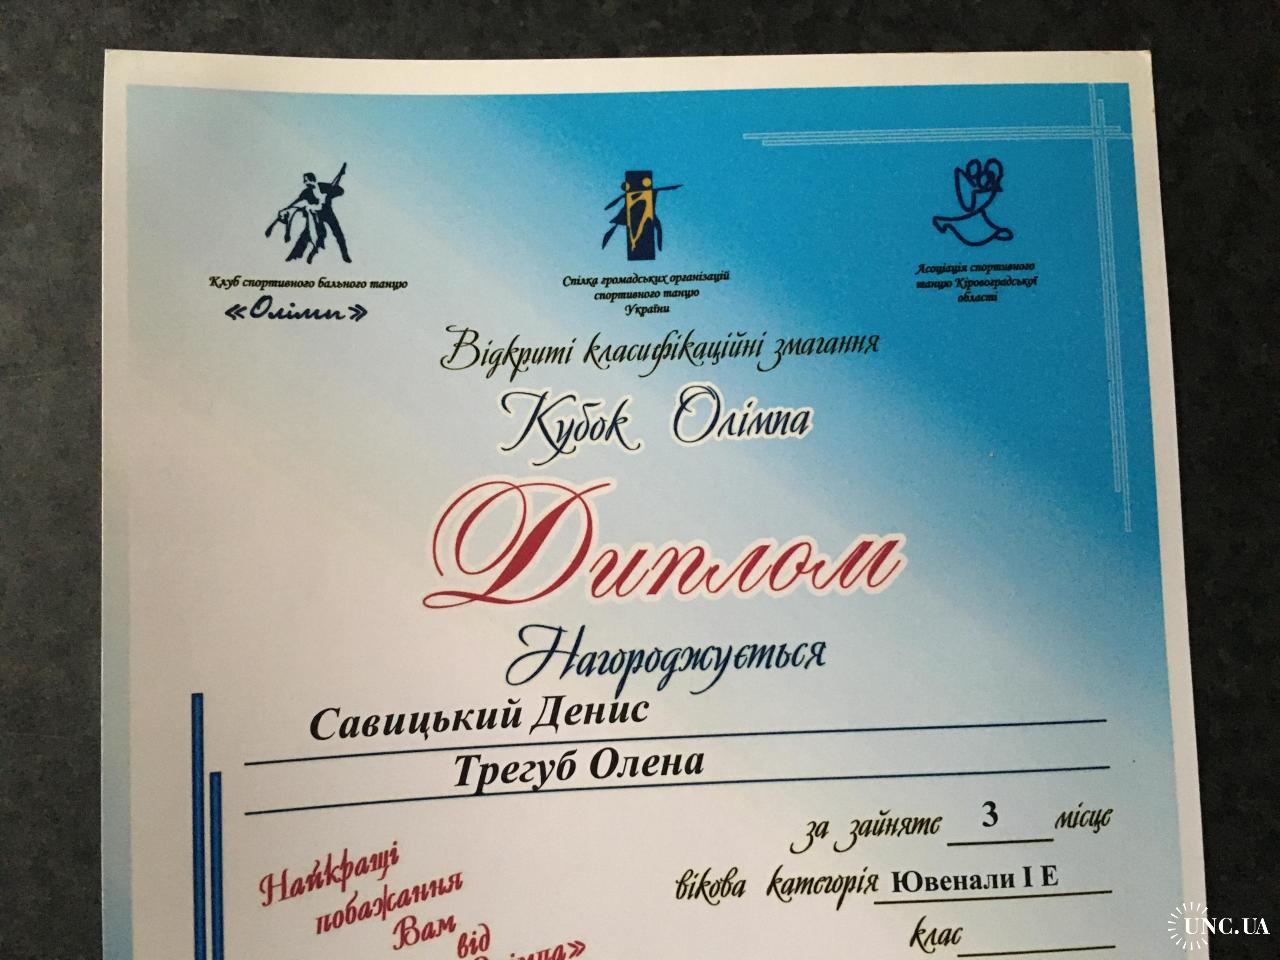 Клуб спортивного бального танцю
«Олімп»
Спілка громадських організацій
спортивного танцю
України
Асоціація спортивного
танцю Кіровоградської
області
Відкриті класифікаційні змагання
Кубок Олімпа
Диплом
Нагороджується
Савицький Денис
Трегуб Олена
за зайняте 3 місце
вікова категорія Ювенали І Е
клас
Найкращі
побажання
Вам
від
UNC.UA